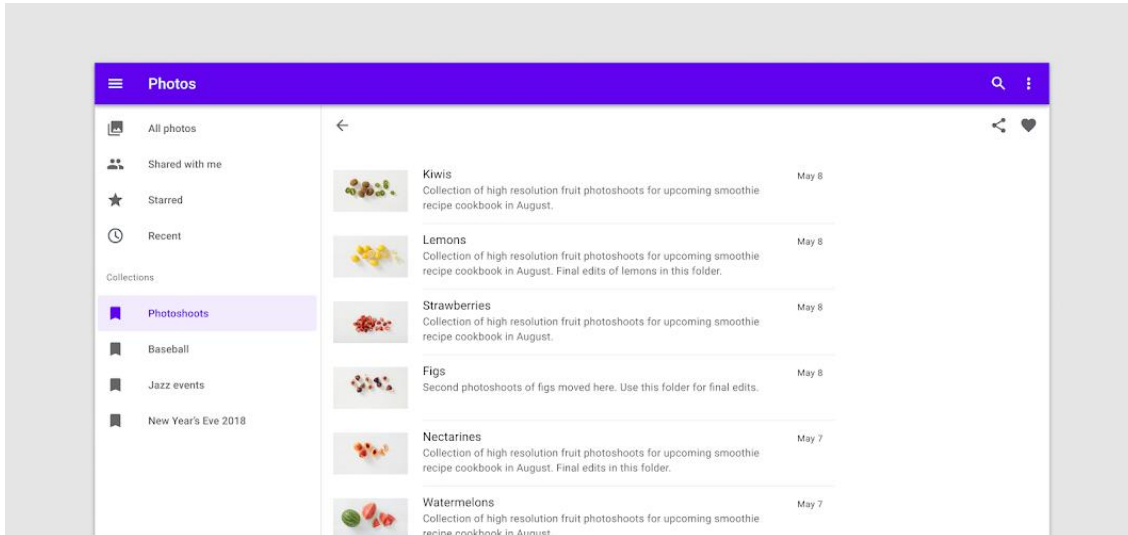 Photos
All photos
Shared with me
Starred
Recent
Collections
Photoshoots
Baseball
Jazz events
New Year's Eve 2018
Kiwis
May 8
Collection of high resolution fruit photoshoots for upcoming smoothie
recipe cookbook in August.
Lemons
May 8
Collection of high resolution fruit photoshoots for upcoming smoothie
recipe cookbook in August. Final edits of lemons in this folder.
Strawberries
May 8
Collection of high resolution fruit photoshoots for upcoming smoothie
recipe cookbook in August.
Figs
May 8
Second photoshoots of figs moved here. Use this folder for final edits.
Nectarines
May 7
Collection of high resolution fruit photoshoots for upcoming smoothie
recipe cookbook in August. Final edits in this folder.
Watermelons
May 7
Collection of high resolution fruit photoshoots for upcoming smoothie
recipe cookbook in August.